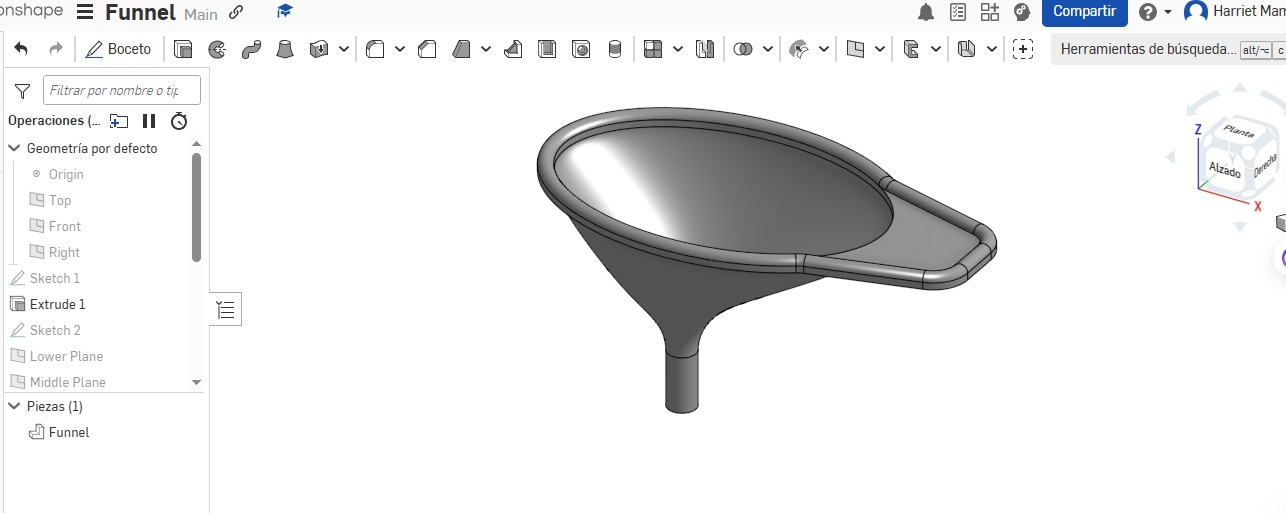 onshape Funnel Main Compartir Harriet Mam
Boceto Herramientas de búsqueda... alt/⌥ c
Filtrar por nombre o tip
Operaciones (...
Geometría por defecto
Origin
Top
Front
Right
Sketch 1
Extrude 1
Sketch 2
Lower Plane
Middle Plane
Piezas (1)
Funnel
Z
Planta
Y
Alzado
Derecha
X